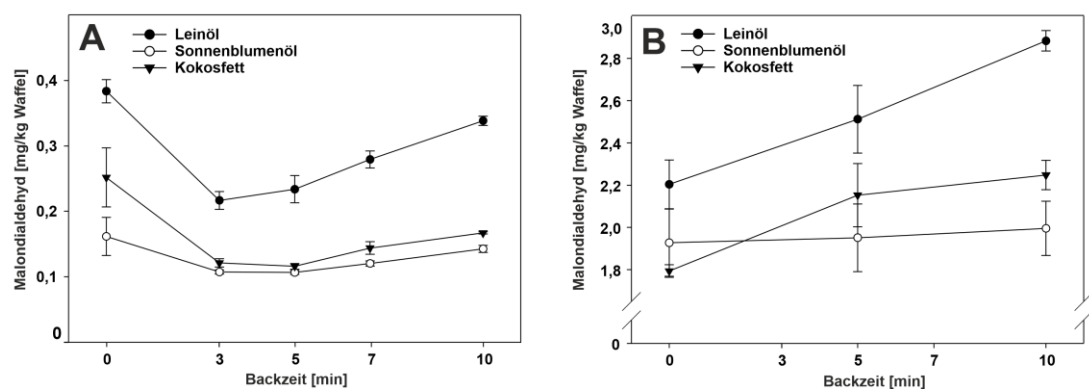 A
Leinöl
Sonnenblumenöl
Kokosfett
Malondialdehyd [mg/kg Waffel]
0,4
0,3
0,2
0,1
0
0 3 5 7 10
Backzeit [min]
B
Leinöl
Sonnenblumenöl
Kokosfett
Malondialdehyd [mg/kg Waffel]
3,0
2,8
2,6
2,4
2,2
2,0
1,8
0
0 3 5 7 10
Backzeit [min]